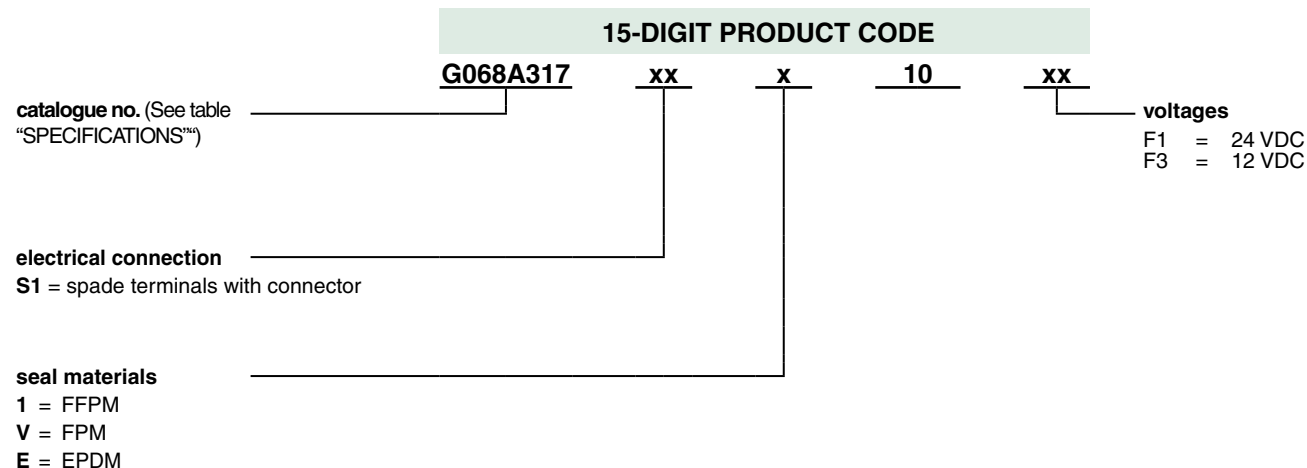 15-DIGIT PRODUCT CODE
G068A317 xx x 10 xx
catalogue no. (See table
“SPECIFICATIONS”“)
voltages
F1 = 24 VDC
F3 = 12 VDC
electrical connection
S1 = spade terminals with connector
seal materials
1 = FFPM
V = FPM
E = EPDM